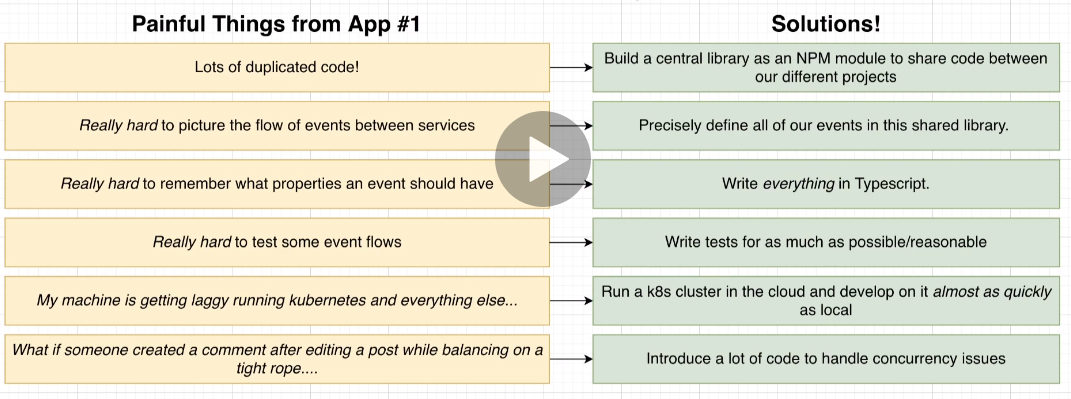 Painful Things from App #1
Solutions!
Lots of duplicated code!
Build a central library as an NPM module to share code between
our different projects
Really hard to picture the flow of events between services
Precisely define all of our events in this shared library.
Really hard to remember what properties an event should have
Write everything in Typescript.
Really hard to test some event flows
Write tests for as much as possible/reasonable
My machine is getting laggy running kubernetes and everything else...
Run a k8s cluster in the cloud and develop on it almost as quickly
as local
What if someone created a comment after editing a post while balancing on a
tight rope....
Introduce a lot of code to handle concurrency issues